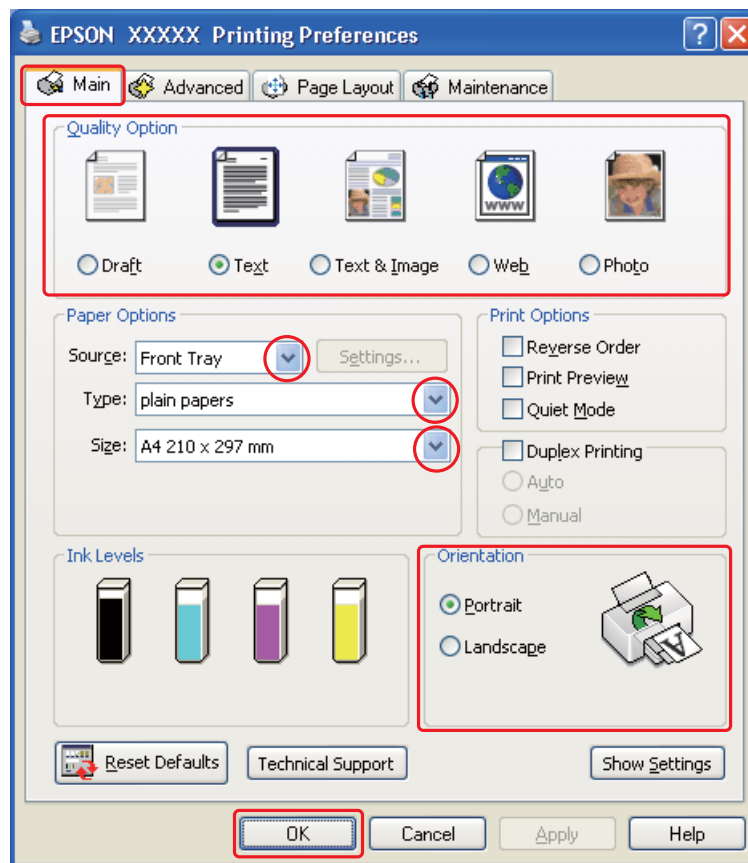 EPSON XXXXX Printing Preferences
Main Advanced Page Layout Maintenance
Quality Option
WWW
Draft Text Text & Image Web Photo
Paper Options
Source: Front Tray Settings...
Type: plain papers
Size: A4 210 x 297 mm
Print Options
Reverse Order
Print Preview
Quiet Mode
Duplex Printing
Auto
Manual
Ink Levels
Orientation
Portrait
Landscape
A
Reset Defaults Technical Support Show Settings
OK Cancel Apply Help